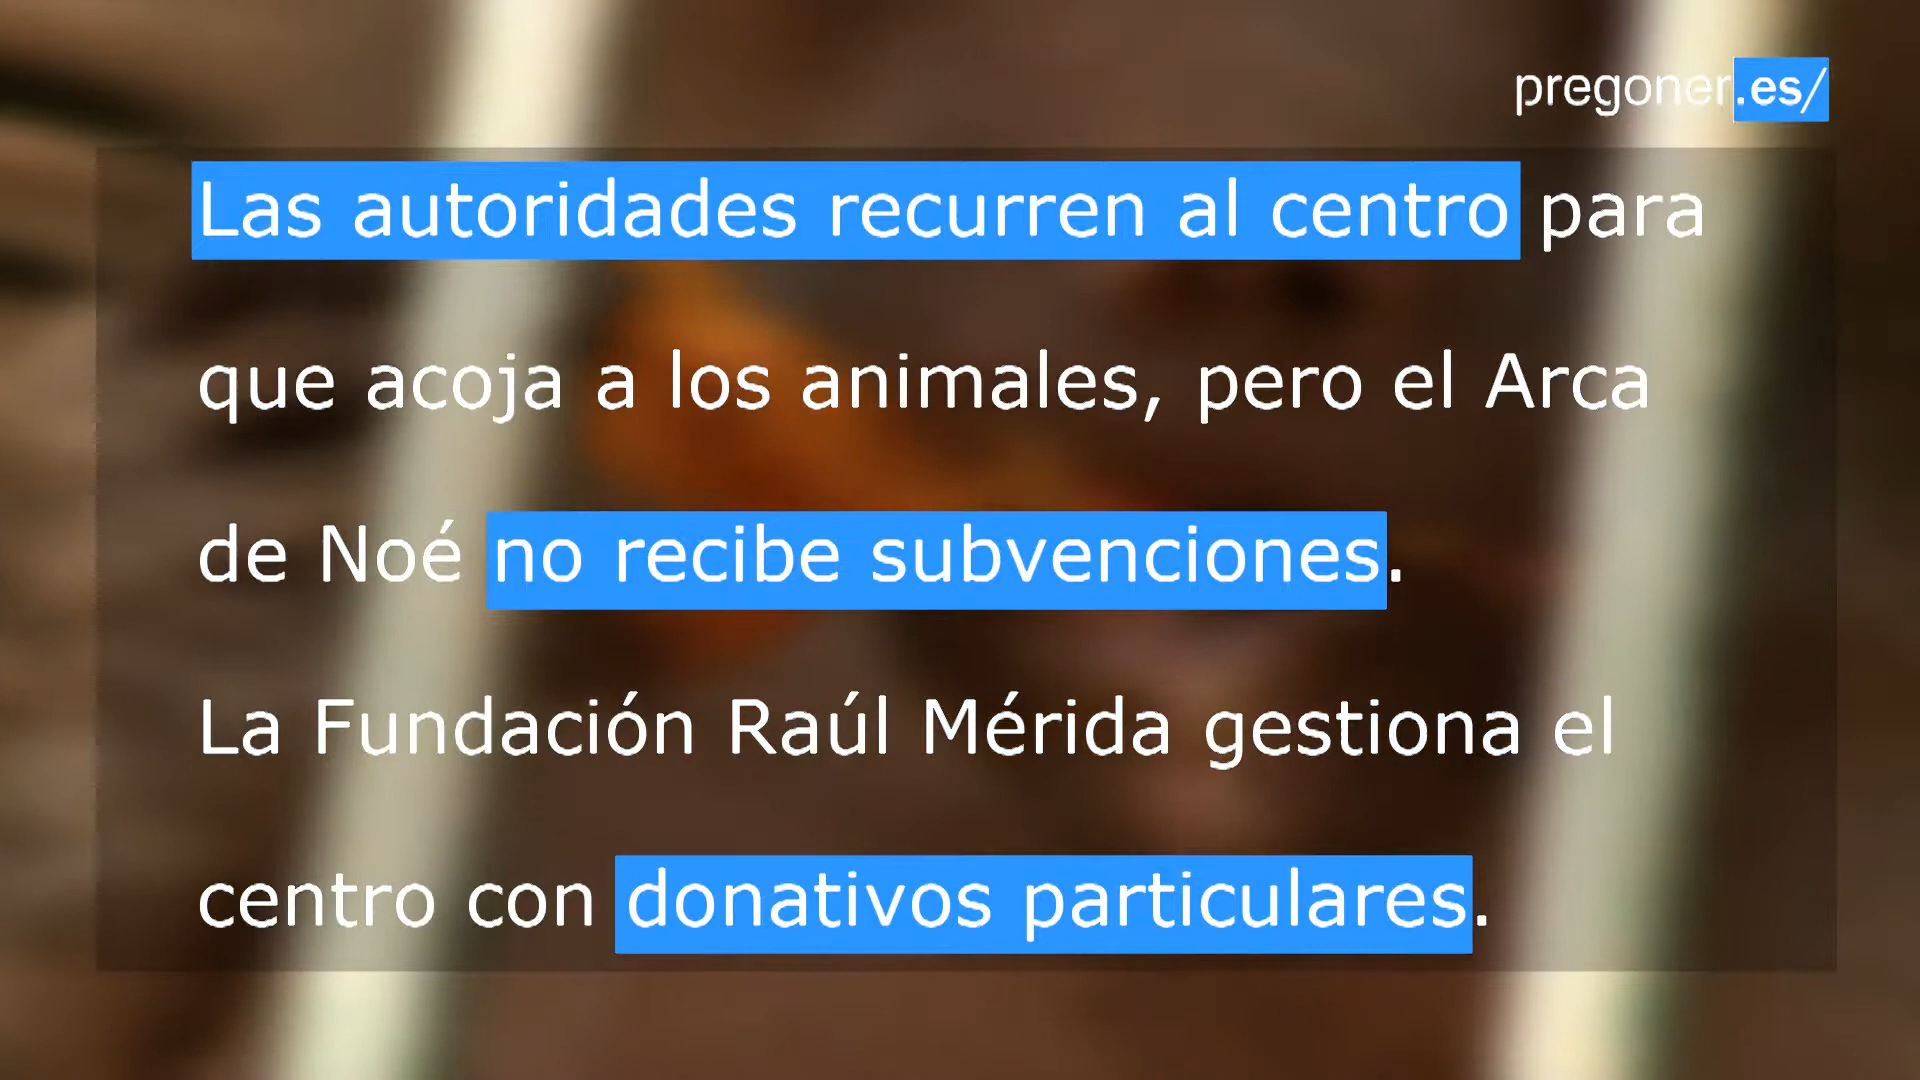 pregoner.es/
Las autoridades recurren al centro para
que acoja a los animales, pero el Arca
de Noé no recibe subvenciones.
La Fundación Raúl Mérida gestiona el
centro con donativos particulares.